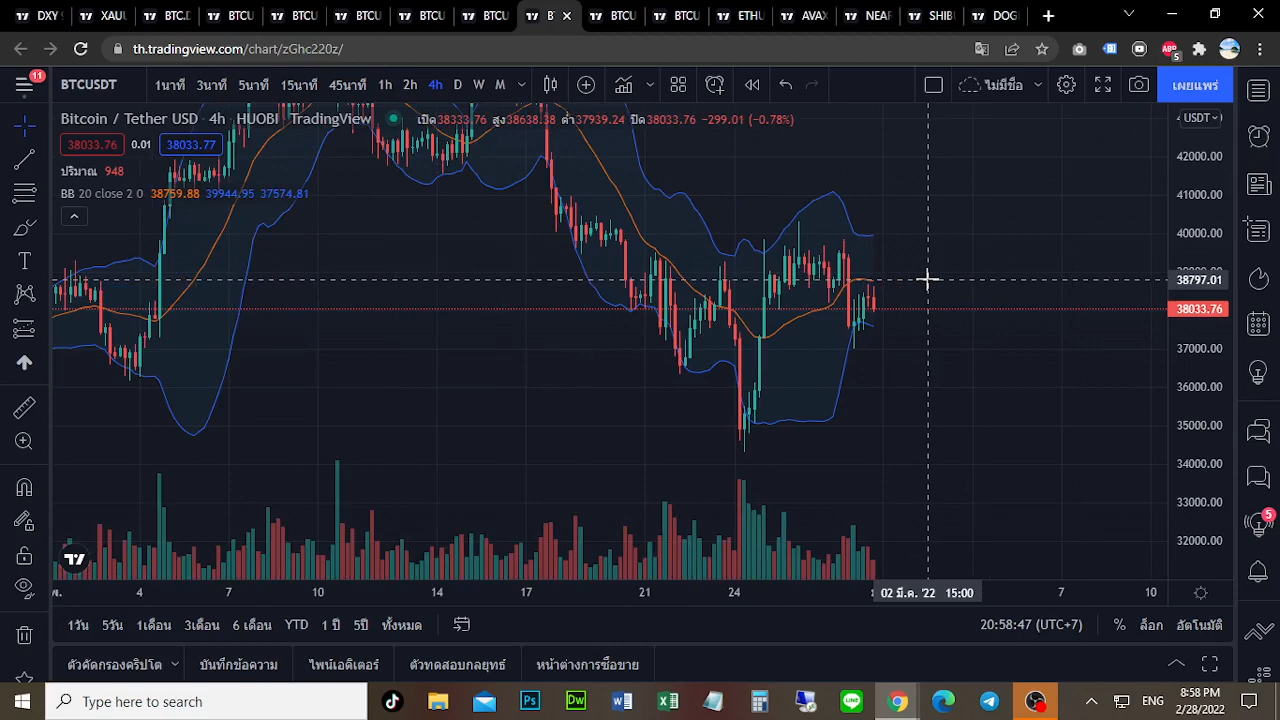 DXY 9
XAU
BTC.D
BTCU
BTCU
BTCU
BTCU
BTCU
B
BTCU
BTCU
ETHU
AVAX
NEAR
SHIB
DOG
th.tradingview.com/chart/zGhc220z/
11
BTCUSDT
1นาที
3นาที
5นาที
15นาที
45นาที
1h
2h
4h
D
W
M
ไม่มีชื่อ
เผยแพร่
Bitcoin / Tether USD · 4h · HUOBI · TradingView
เปิด38333.76 สูง38638.38 ต่ำ37939.24 ปิด38033.76 −299.01 (−0.78%)
USDT
38033.76
0.01
38033.77
ปริมาณ 948
BB 20 close 2 0 38759.88 39944.95 37574.81
42000.00
41000.00
40000.00
38797.01
38033.76
37000.00
36000.00
35000.00
34000.00
33000.00
32000.00
5
4
7
10
14
17
21
24
02 มี.ค. '22 15:00
7
10
1วัน
5วัน
1เดือน
3เดือน
6 เดือน
YTD
1 ปี
5ปี
ทั้งหมด
20:58:47 (UTC+7)
%
ล็อก
อัตโนมัติ
ตัวคัดกรองคริปโต
บันทึกข้อความ
ไพน์เอดิเตอร์
ตัวทดสอบกลยุทธ์
หน้าต่างการซื้อขาย
Type here to search
ENG
8:58 PM
2/28/2022